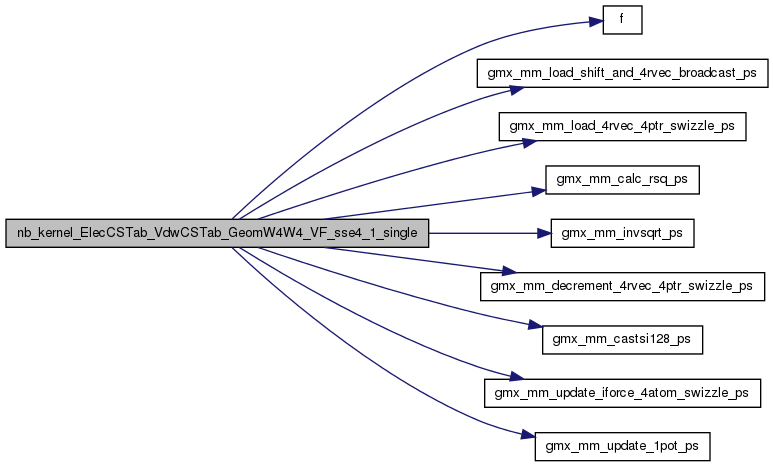 f
gmx_mm_load_shift_and_4rvec_broadcast_ps
gmx_mm_load_4rvec_4ptr_swizzle_ps
gmx_mm_calc_rsq_ps
nb_kernel_ElecCSTab_VdwCSTab_GeomW4W4_VF_sse4_1_single
gmx_mm_invsqrt_ps
gmx_mm_decrement_4rvec_4ptr_swizzle_ps
gmx_mm_castsi128_ps
gmx_mm_update_iforce_4atom_swizzle_ps
gmx_mm_update_1pot_ps